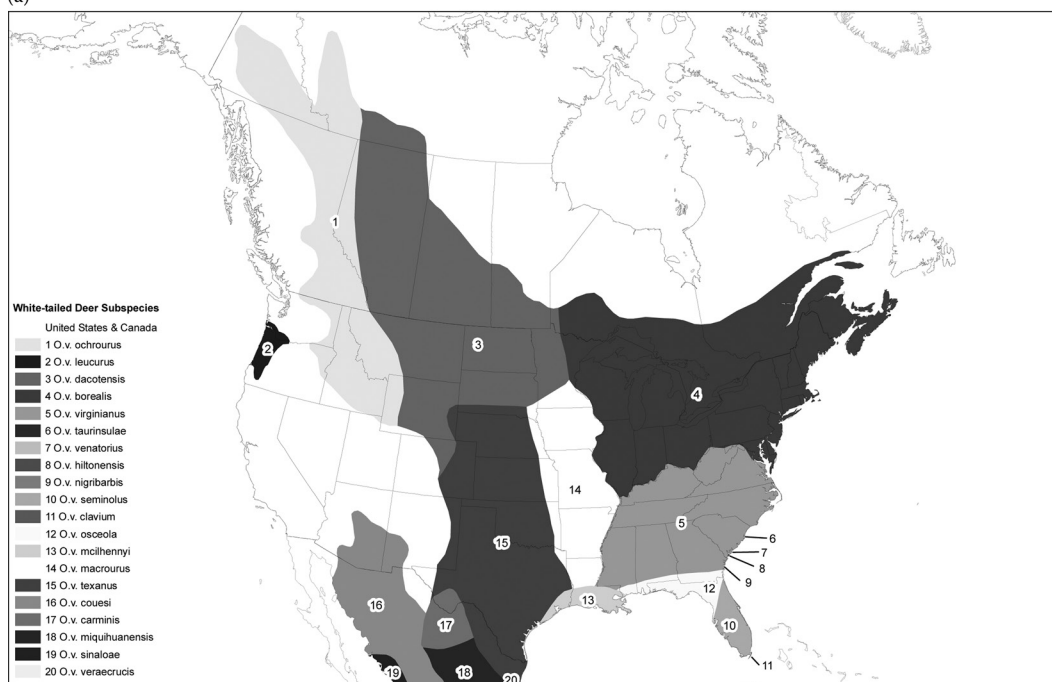 (a)
1
2
3
4
14
5
15
6
7
8
9
12
13
16
10
17
11
19
18
20
White-tailed Deer Subspecies
United States & Canada
1 O.v. ochrourus
2 O.v. leucurus
3 O.v. dacotensis
4 O.v. borealis
5 O.v. virginianus
6 O.v. taurinsulae
7 O.v. venatorius
8 O.v. hiltonensis
9 O.v. nigribarbis
10 O.v. seminolus
11 O.v. clavium
12 O.v. osceola
13 O.v. mcilhennyi
14 O.v. macrourus
15 O.v. texanus
16 O.v. couesi
17 O.v. carminis
18 O.v. miquihuanensis
19 O.v. sinaloae
20 O.v. veraecrucis